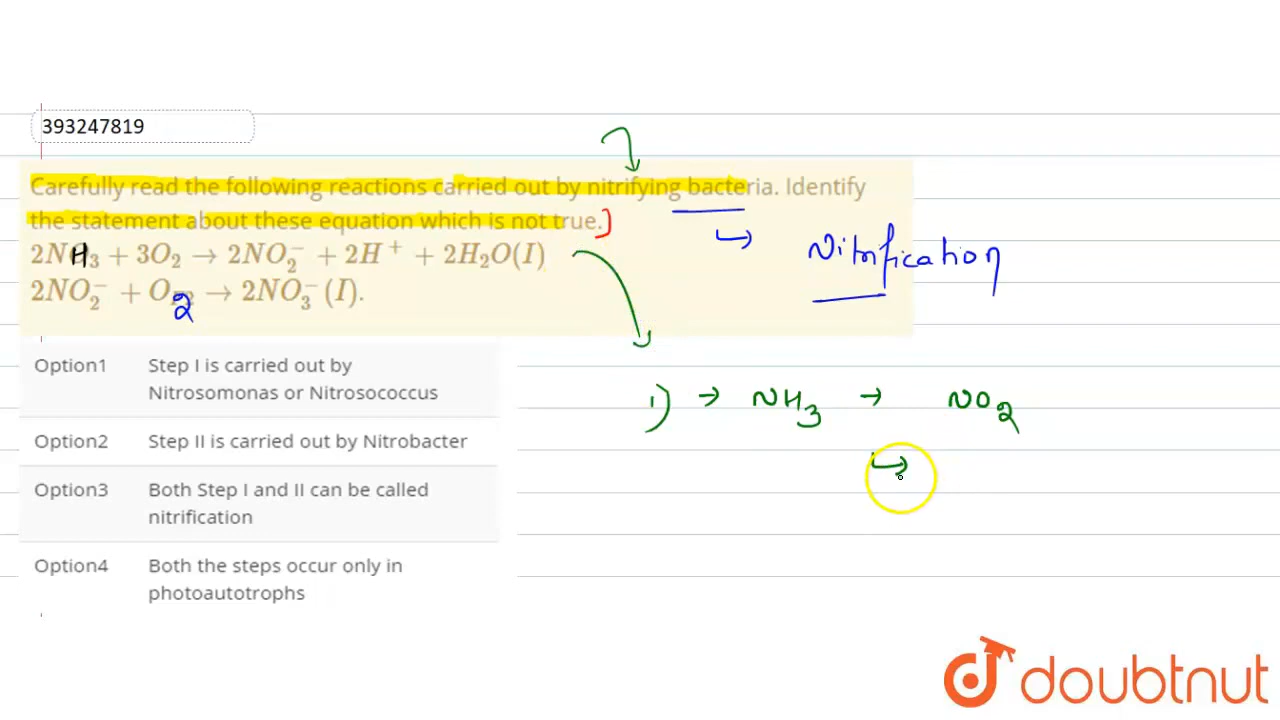 393247819
Carefully read the following reactions carried out by nitrifying bacteria. Identify
the statement about these equation which is not true.]
2NH₃ + 3O₂ → 2NO₂⁻ + 2H⁺ + 2H₂O(I)
2NO₂⁻ + O₂ → 2NO₃⁻(I).
Nitrification
Option1 Step I is carried out by
Nitrosomonas or Nitrosococcus
1) → NH₃ → NO₂
Option2 Step II is carried out by Nitrobacter
Option3 Both Step I and II can be called
nitrification
Option4 Both the steps occur only in
photoautotrophs
doubtnut